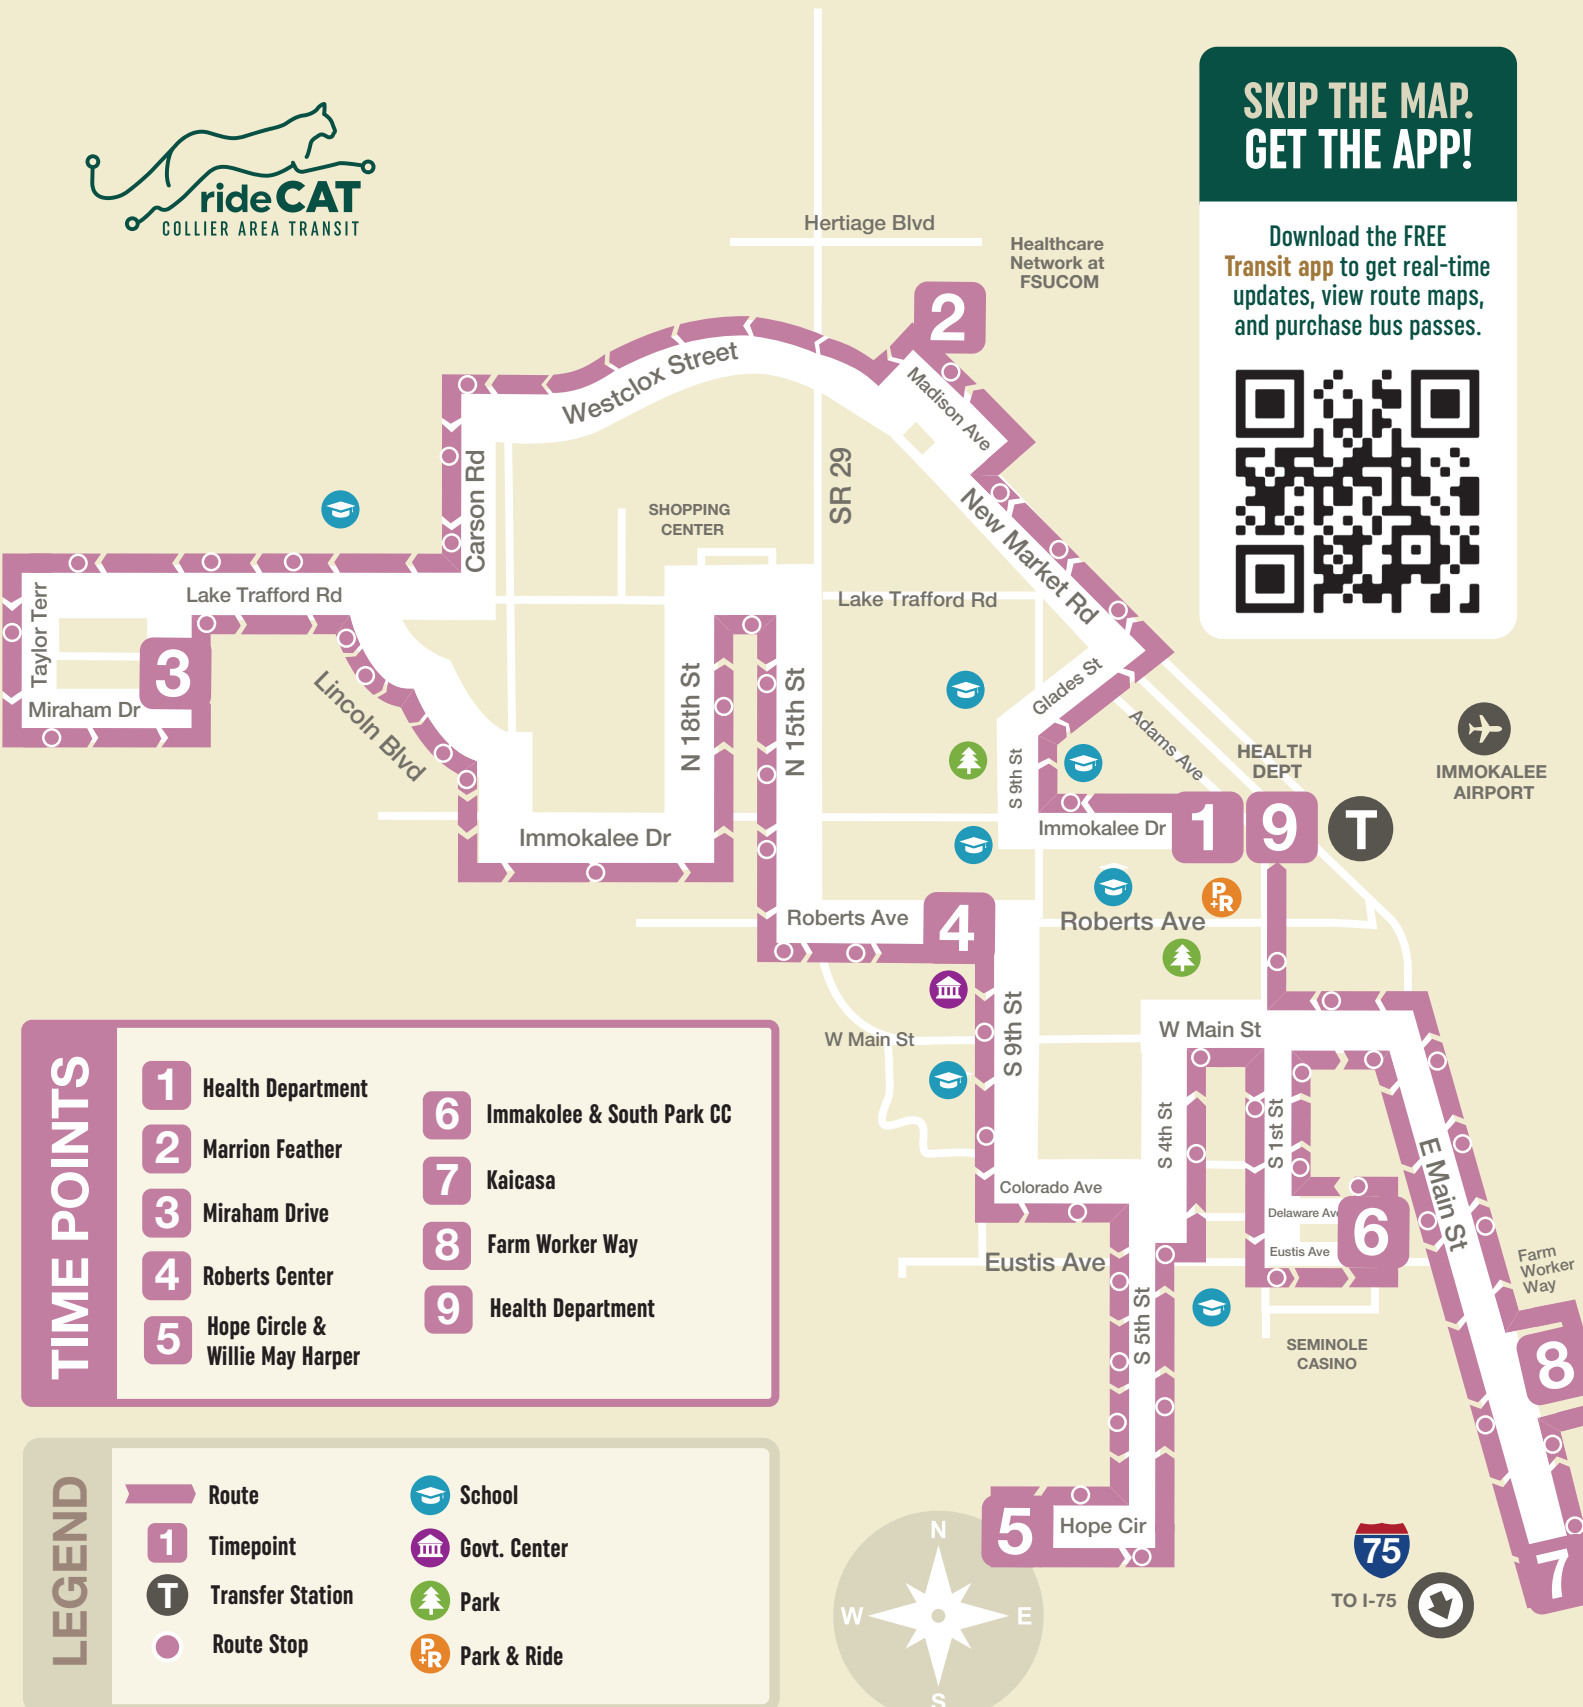 SKIP THE MAP.
GET THE APP!
Download the FREE
Transit app to get real-time
updates, view route maps,
and purchase bus passes.
rideCAT
COLLIER AREA TRANSIT
Hertiage Blvd
Healthcare
Network at
FSUCOM
2
Westclox Street
Madison Ave
SR 29
Carson Rd
SHOPPING
CENTER
New Market Rd
Lake Trafford Rd
Lake Trafford Rd
Taylor Terr
3
Miraham Dr
Lincoln Blvd
N 18th St
N 15th St
Glades St
Adams Ave
S 9th St
HEALTH
DEPT
IMMOKALEE
AIRPORT
Immokalee Dr
Immokalee Dr
1
9
T
P
+R
Roberts Ave
4
Roberts Ave
W Main St
S 9th St
W Main St
S 4th St
S 1st St
E Main St
Colorado Ave
Delaware Ave
6
Eustis Ave
Eustis Ave
Farm
Worker
Way
S 5th St
SEMINOLE
CASINO
8
5
Hope Cir
7
75
TO I-75
N
W
E
S
TIME POINTS
1 Health Department
2 Marrion Feather
3 Miraham Drive
4 Roberts Center
5 Hope Circle &
Willie May Harper
6 Immakolee & South Park CC
7 Kaicasa
8 Farm Worker Way
9 Health Department
LEGEND
Route
1 Timepoint
T Transfer Station
Route Stop
School
Govt. Center
Park
P
+R Park & Ride